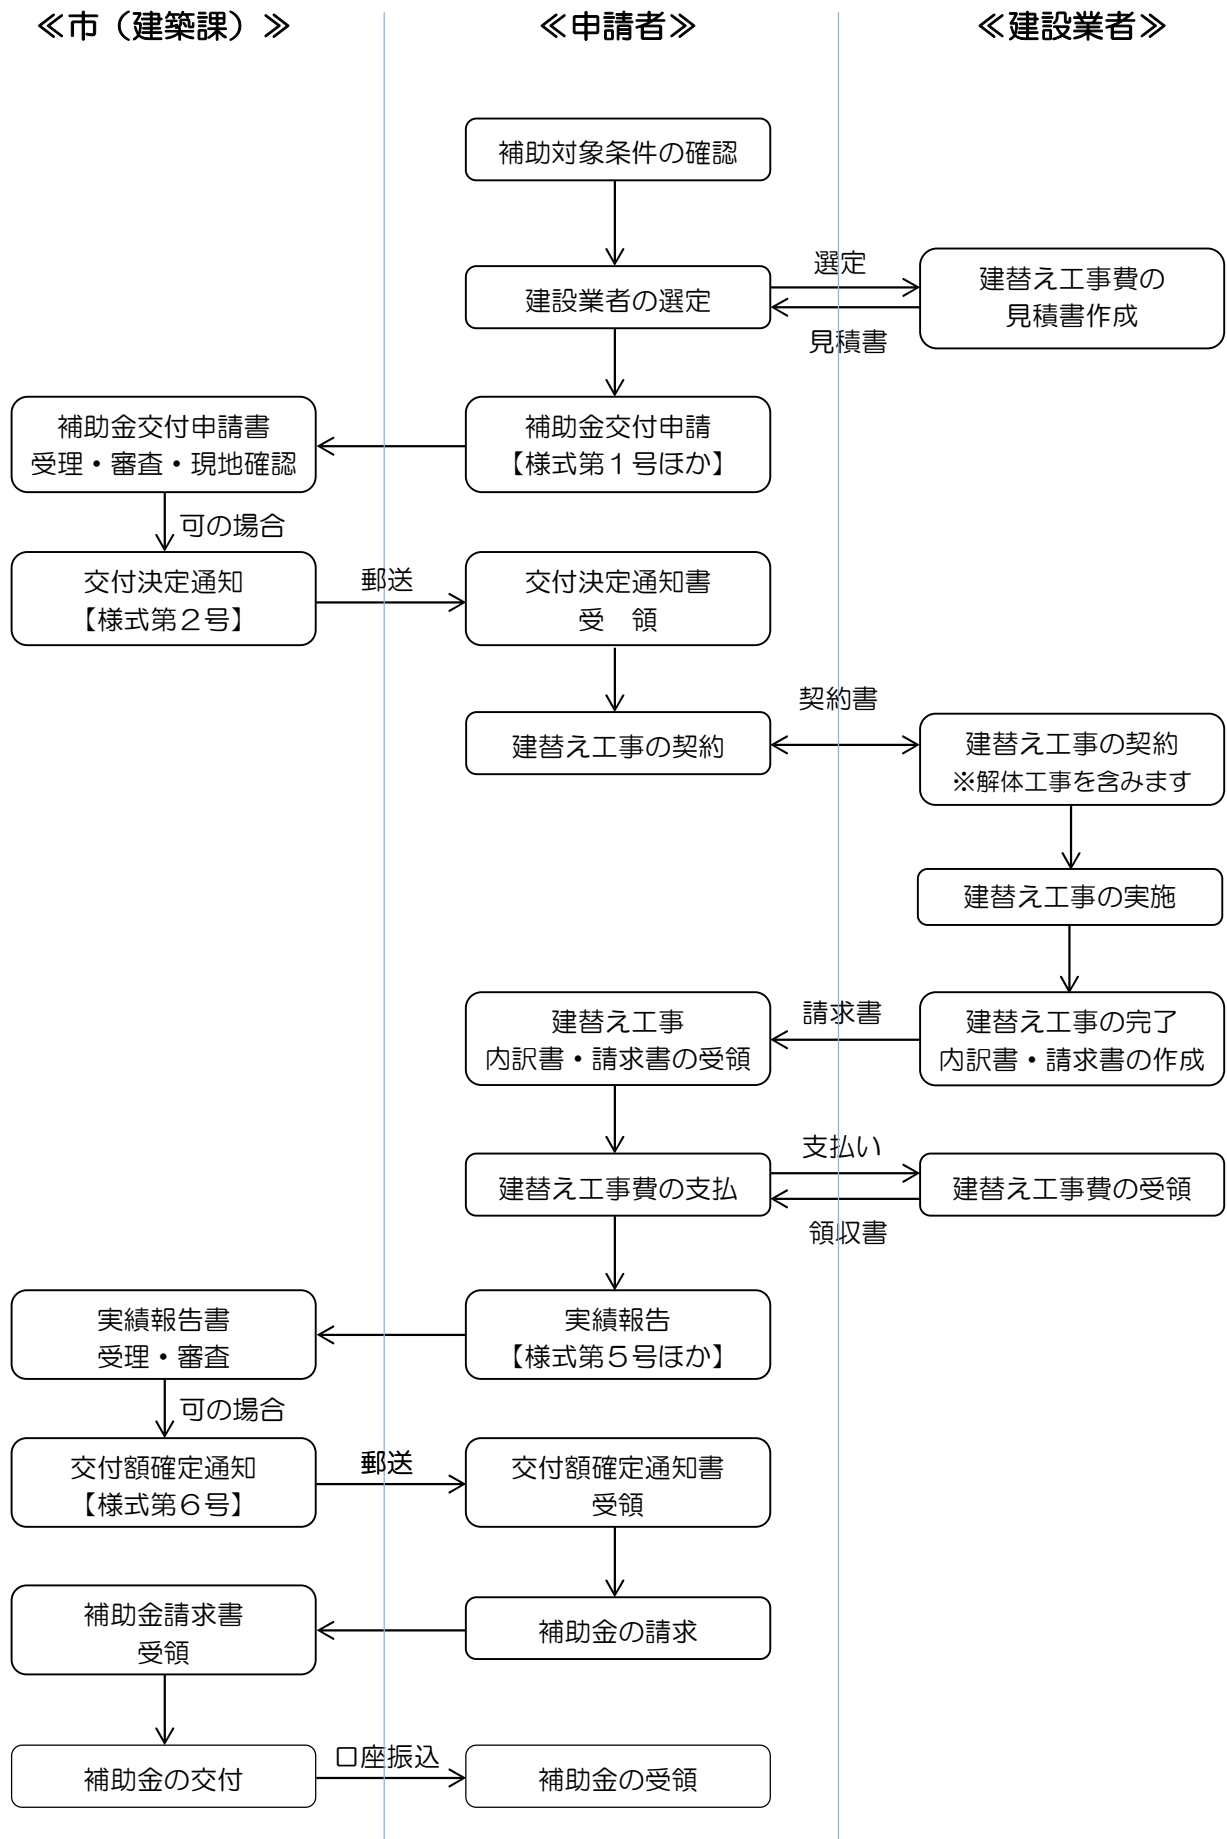 ≪市（建築課）≫
≪申請者≫
≪建設業者≫
補助対象条件の確認
建設業者の選定
選定
見積書
建替え工事費の
見積書作成
補助金交付申請書
受理・審査・現地確認
補助金交付申請
【様式第１号ほか】
可の場合
交付決定通知
【様式第２号】
郵送
交付決定通知書
受　領
建替え工事の契約
契約書
建替え工事の契約
※解体工事を含みます
建替え工事の実施
建替え工事
内訳書・請求書の受領
請求書
建替え工事の完了
内訳書・請求書の作成
建替え工事費の支払
支払い
領収書
建替え工事費の受領
実績報告書
受理・審査
実績報告
【様式第５号ほか】
可の場合
交付額確定通知
【様式第６号】
郵送
交付額確定通知書
受領
補助金請求書
受領
補助金の請求
補助金の交付
口座振込
補助金の受領